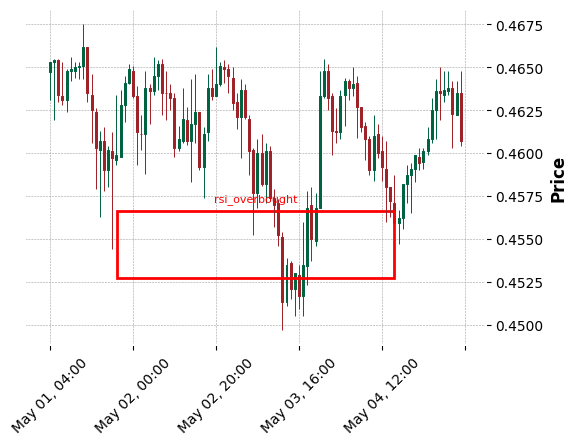 0.4675
0.4650
0.4625
0.4600
0.4575
0.4550
0.4525
0.4500
Price
rsi_overbought
May 01, 04:00
May 02, 00:00
May 02, 20:00
May 03, 16:00
May 04, 12:00